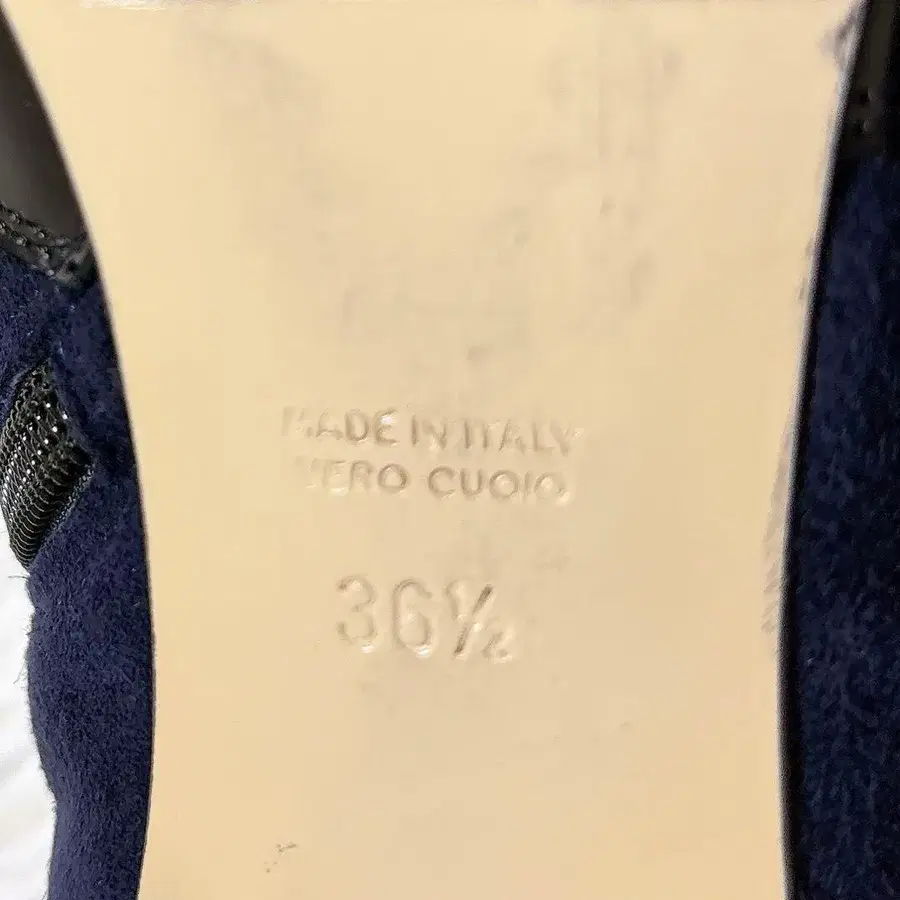 MADE IN ITALY
VERO CUOIO
36½